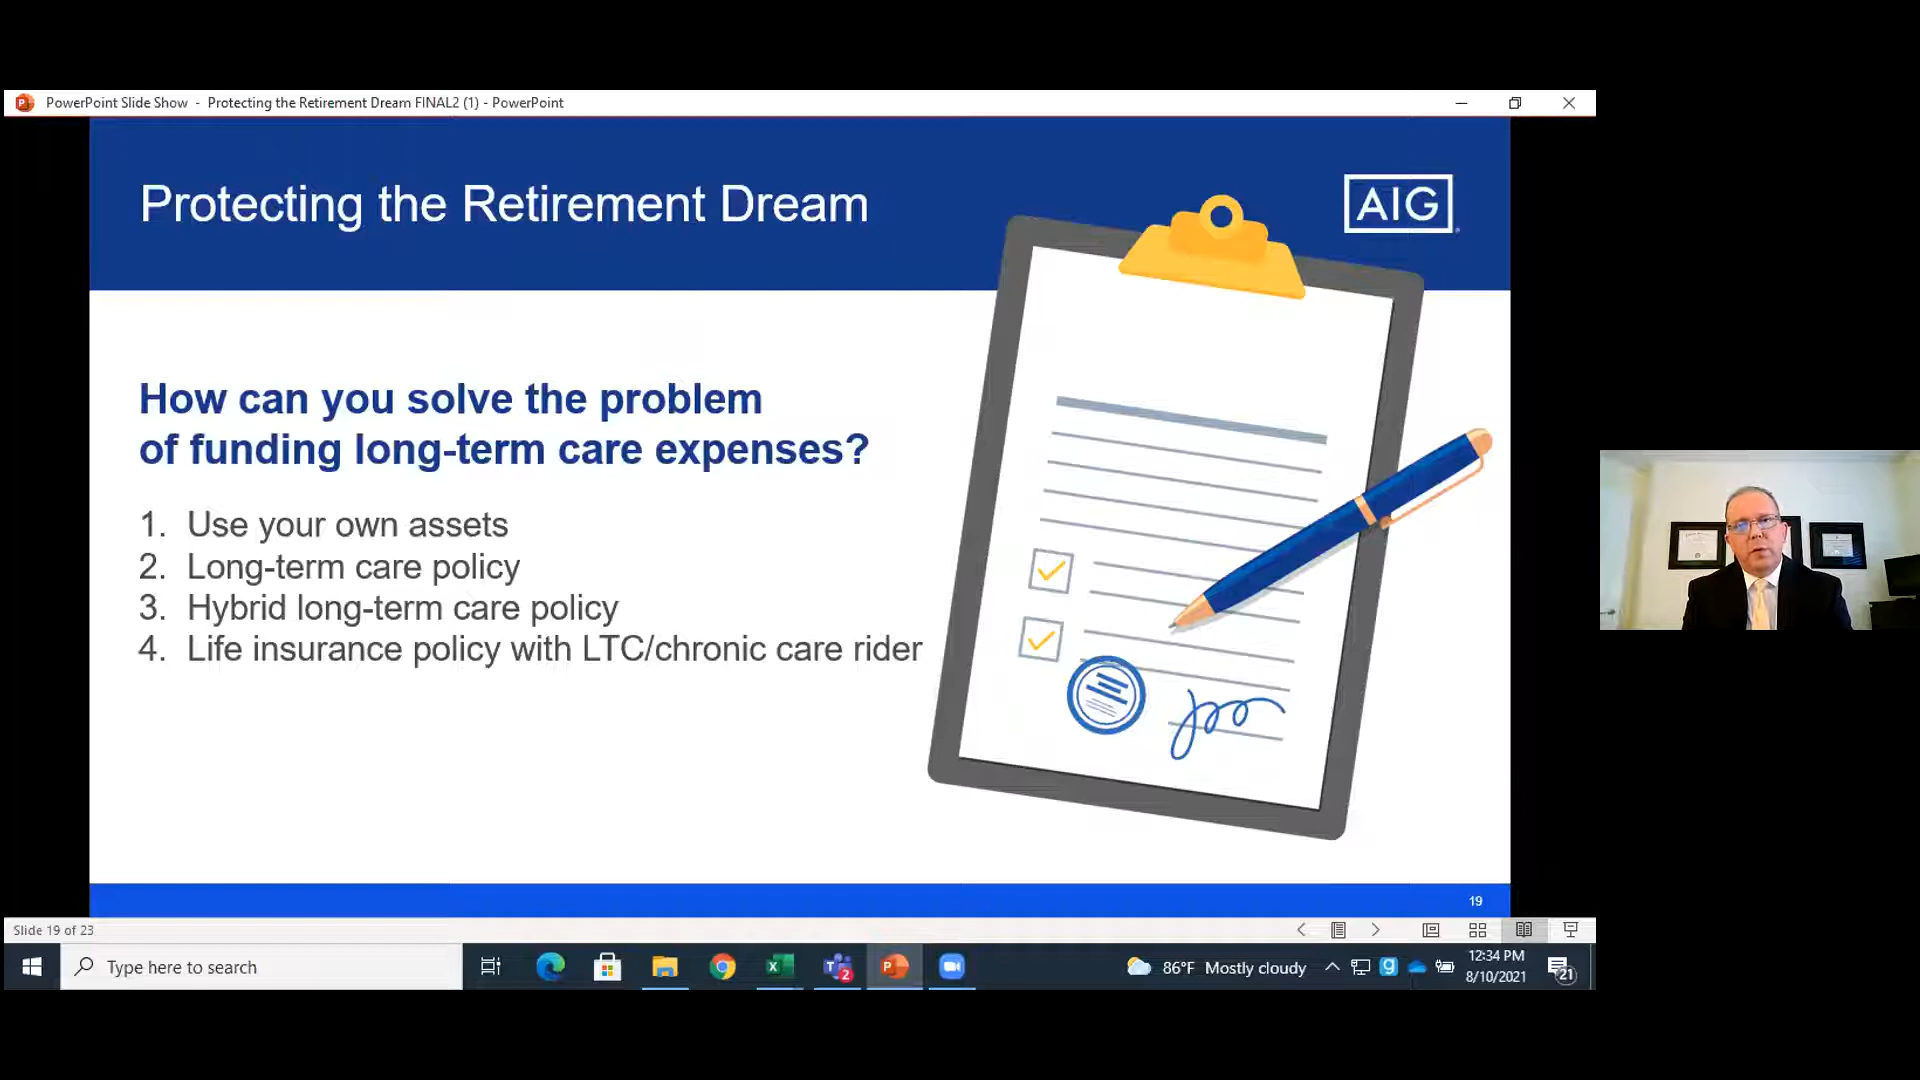 PowerPoint Slide Show - Protecting the Retirement Dream FINAL2 (1) - PowerPoint
Protecting the Retirement Dream
AIG
How can you solve the problem
of funding long-term care expenses?
1. Use your own assets
2. Long-term care policy
3. Hybrid long-term care policy
4. Life insurance policy with LTC/chronic care rider
19
Slide 19 of 23
Type here to search
2
86°F Mostly cloudy
12:34 PM
8/10/2021
21